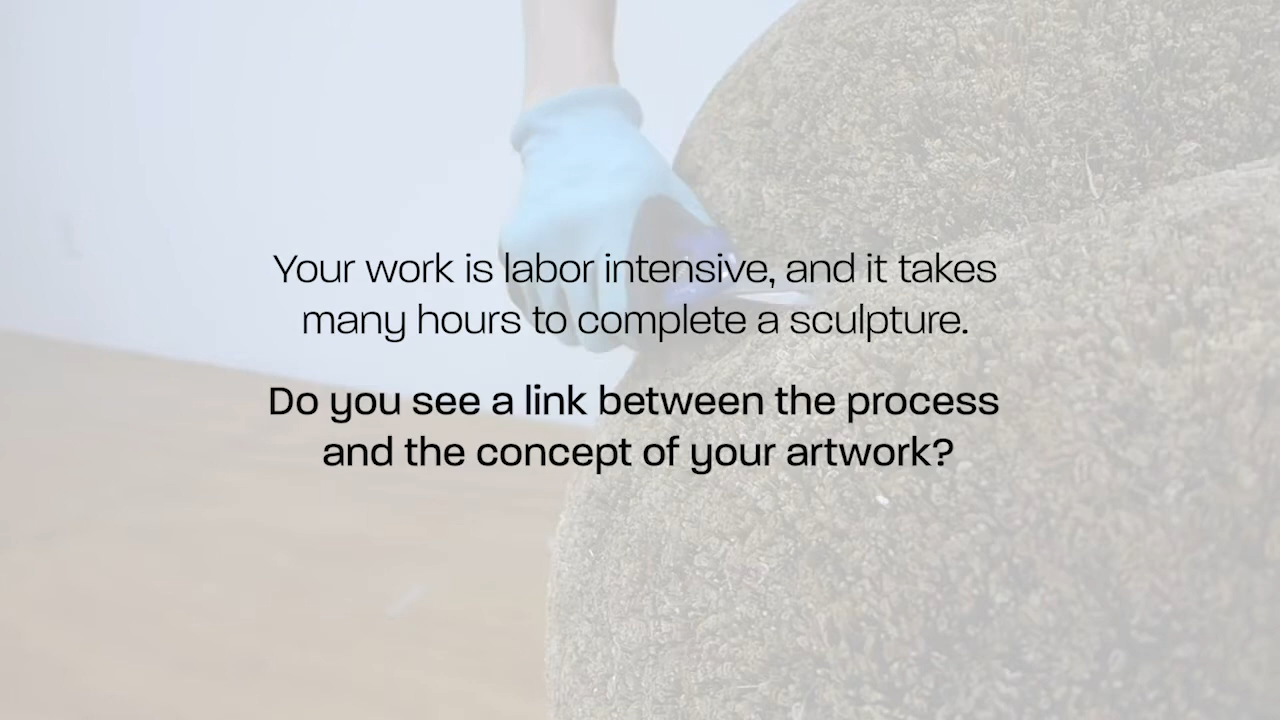 Your work is labor intensive, and it takes
many hours to complete a sculpture.
Do you see a link between the process
and the concept of your artwork?